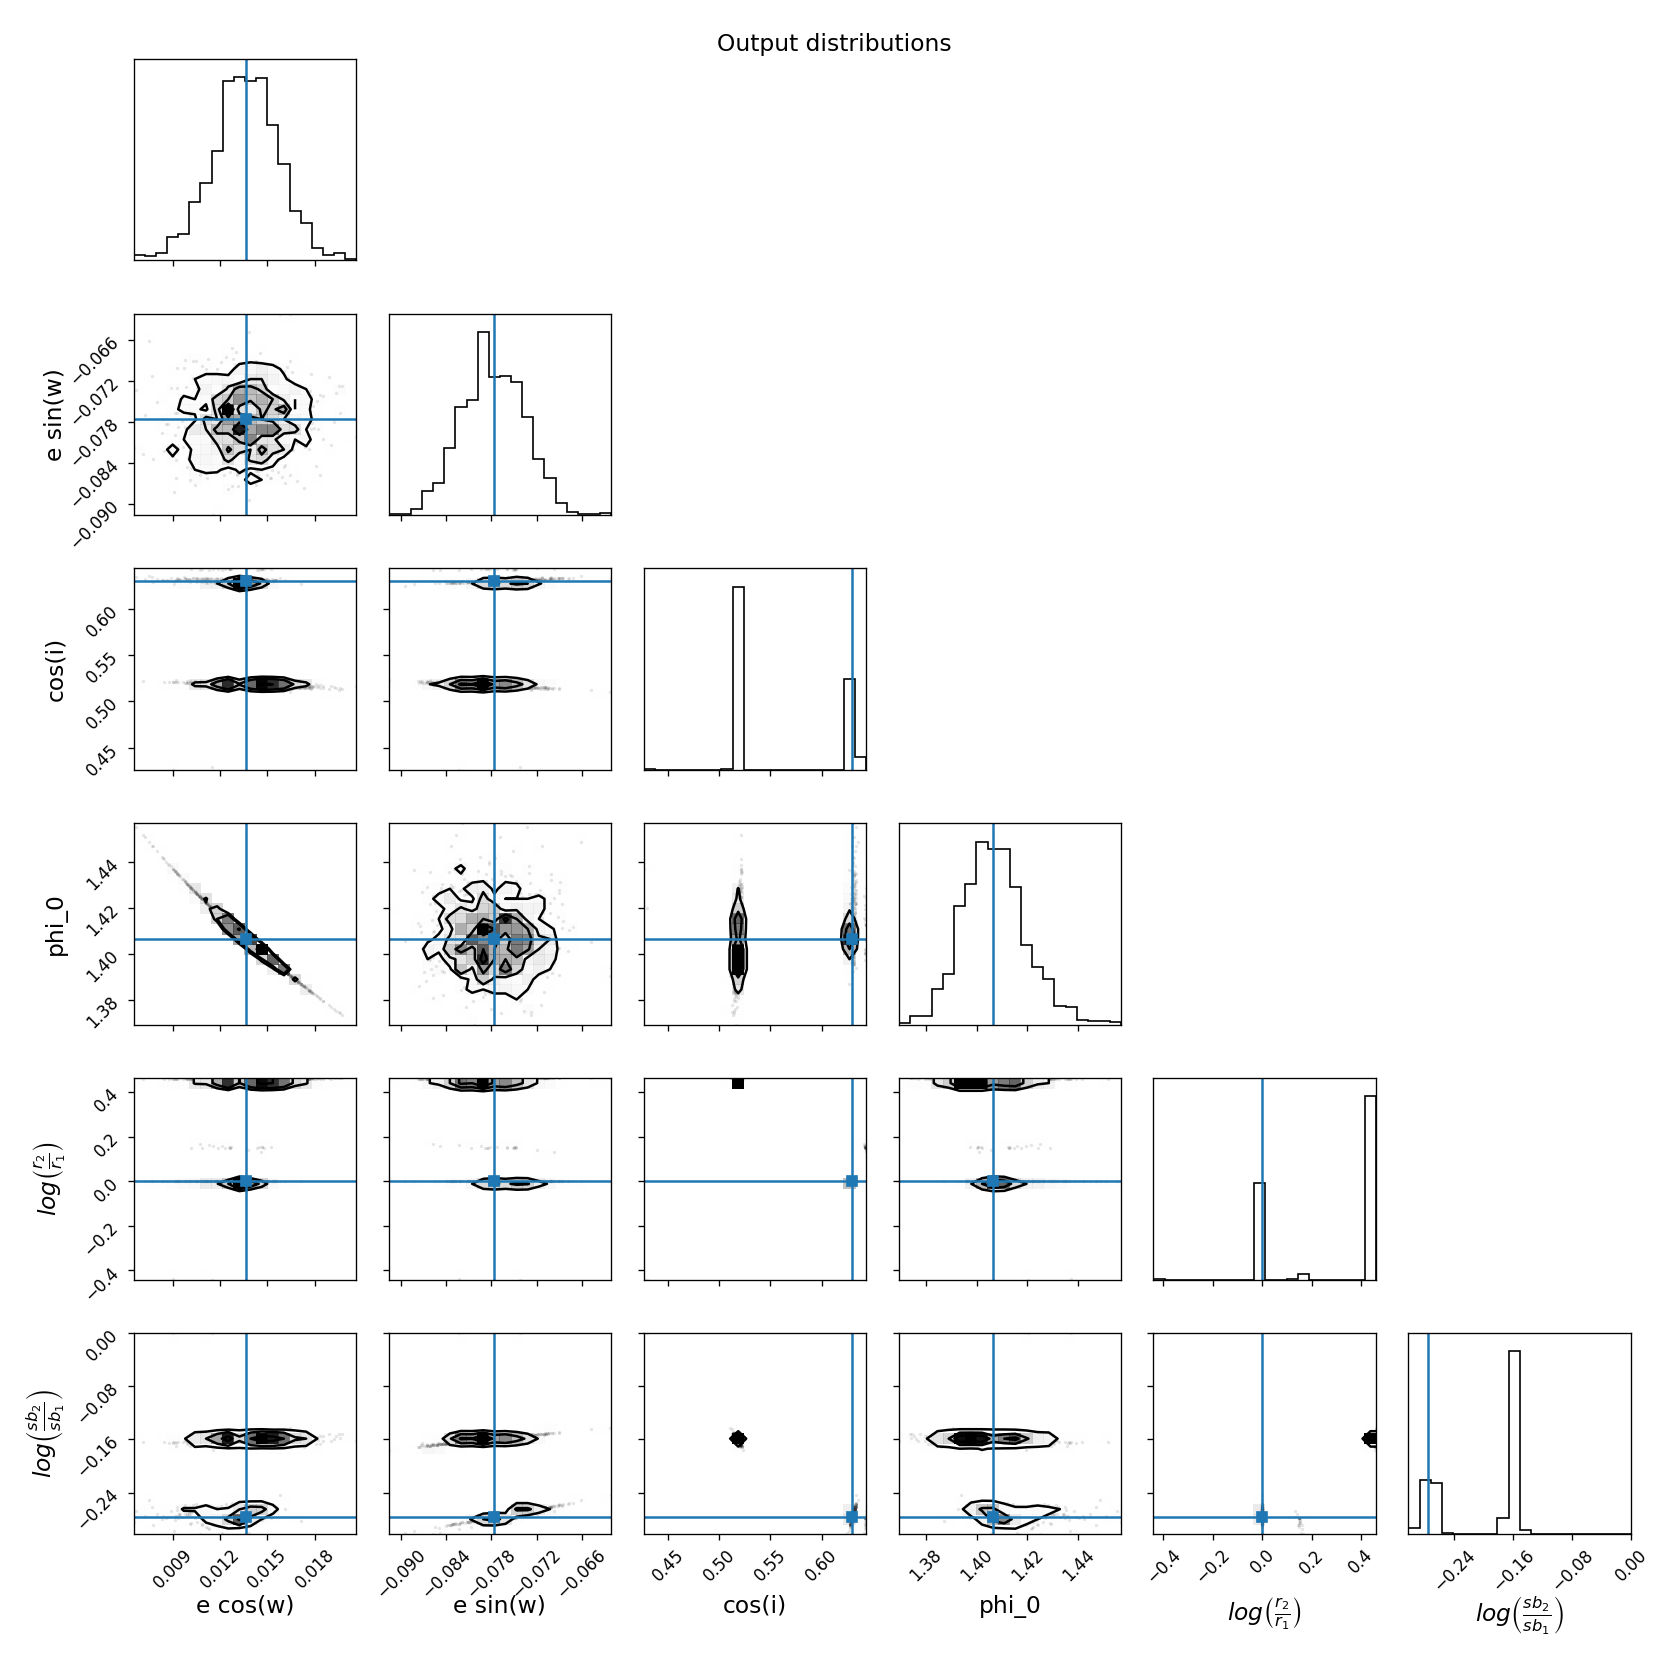 Output distributions
e sin(w)
−0.066
−0.072
−0.078
−0.084
−0.090
cos(i)
0.60
0.55
0.50
0.45
phi_0
1.44
1.42
1.40
1.38
log(r2/r1)
0.4
0.2
0.0
−0.2
−0.4
log(sb2/sb1)
0.00
−0.08
−0.16
−0.24
0.009 0.012 0.015 0.018
−0.090 −0.084 −0.078 −0.072 −0.066
0.45 0.50 0.55 0.60
1.38 1.40 1.42 1.44
−0.4 −0.2 0.0 0.2 0.4
−0.24 −0.16 −0.08 0.00
e cos(w)
e sin(w)
cos(i)
phi_0
log(r2/r1)
log(sb2/sb1)